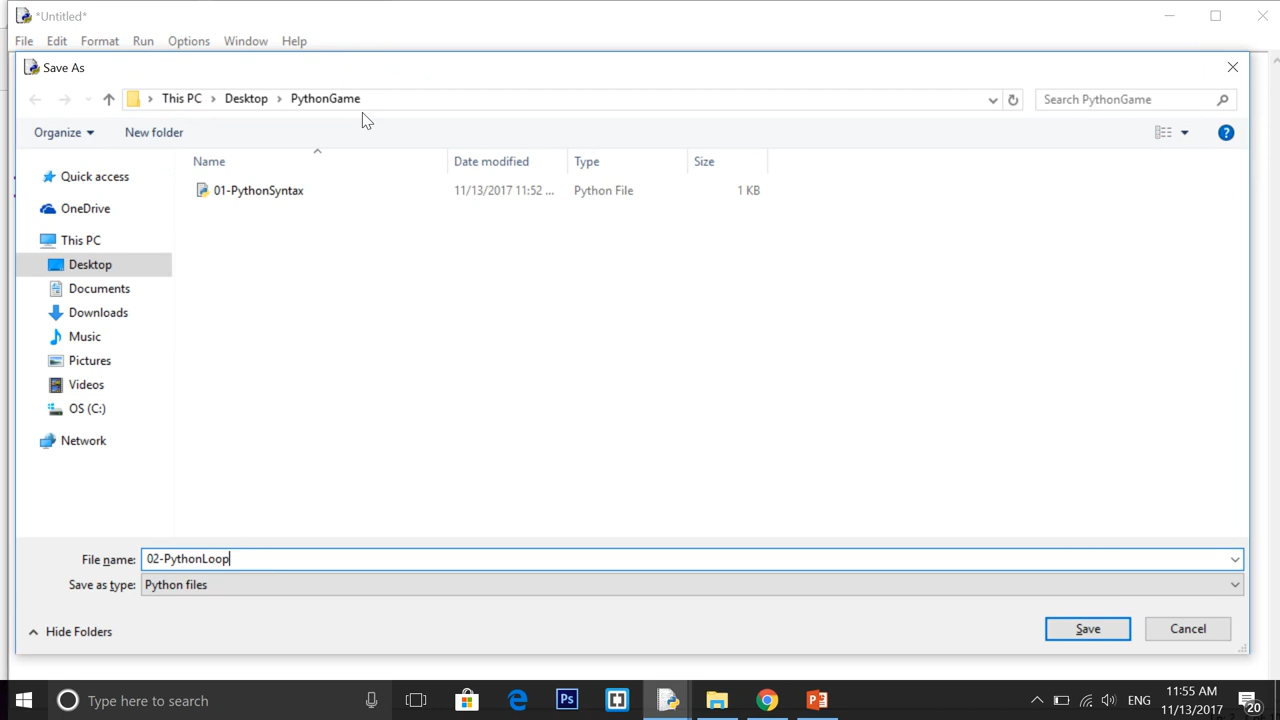 *Untitled*
File Edit Format Run Options Window Help
Save As
This PC Desktop PythonGame
Search PythonGame
Organize New folder
Name Date modified Type Size
Quick access
01-PythonSyntax 11/13/2017 11:52 ... Python File 1 KB
OneDrive
This PC
Desktop
Documents
Downloads
Music
Pictures
Videos
OS (C:)
Network
File name: 02-PythonLoop
Save as type: Python files
Hide Folders
Save Cancel
Type here to search
Ps
ENG
11:55 AM
11/13/2017
20